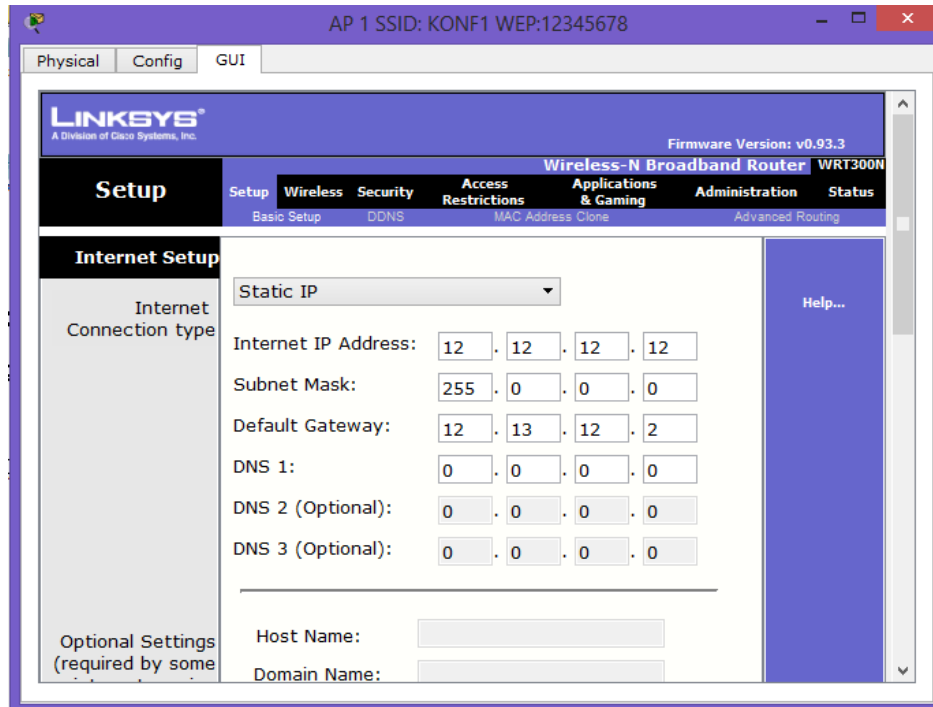 AP 1 SSID: KONF1 WEP:12345678
Physical Config GUI
LINKSYS®
A Division of Cisco Systems, Inc.
Firmware Version: v0.93.3
Wireless-N Broadband Router WRT300N
Setup
Setup Wireless Security Access Restrictions Applications & Gaming Administration Status
Basic Setup DDNS MAC Address Clone Advanced Routing
Internet Setup
Internet
Connection type
Static IP
Internet IP Address: 12 . 12 . 12 . 12
Subnet Mask: 255 . 0 . 0 . 0
Default Gateway: 12 . 13 . 12 . 2
DNS 1: 0 . 0 . 0 . 0
DNS 2 (Optional): 0 . 0 . 0 . 0
DNS 3 (Optional): 0 . 0 . 0 . 0
Help...
Optional Settings
(required by some
Host Name:
Domain Name: